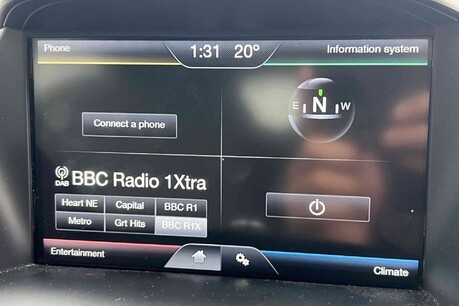 Phone
1:31 20°
Information system
E N W
Connect a phone
DAB BBC Radio 1Xtra
Heart NE Capital BBC R1
Metro Grt Hits BBC R1X
Entertainment
Climate